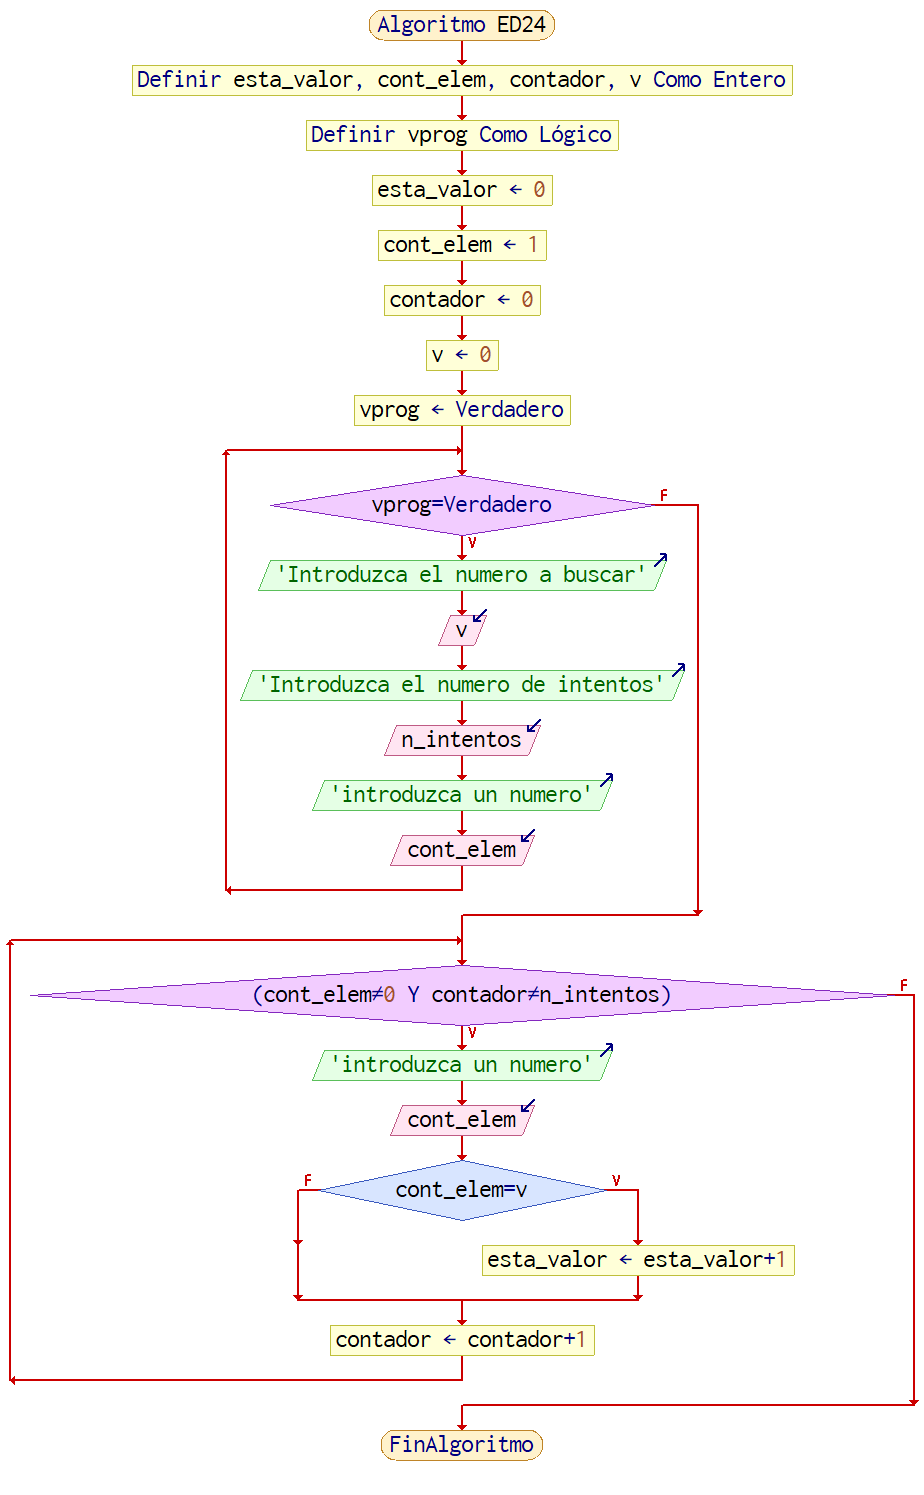 Algoritmo ED24
Definir esta_valor, cont_elem, contador, v Como Entero
Definir vprog Como Lógico
esta_valor ← 0
cont_elem ← 1
contador ← 0
v ← 0
vprog ← Verdadero
vprog=Verdadero
F
V
'Introduzca el numero a buscar'
v
'Introduzca el numero de intentos'
n_intentos
'introduzca un numero'
cont_elem
(cont_elem≠0 Y contador≠n_intentos)
F
V
'introduzca un numero'
cont_elem
F
cont_elem=v
V
esta_valor ← esta_valor+1
contador ← contador+1
FinAlgoritmo